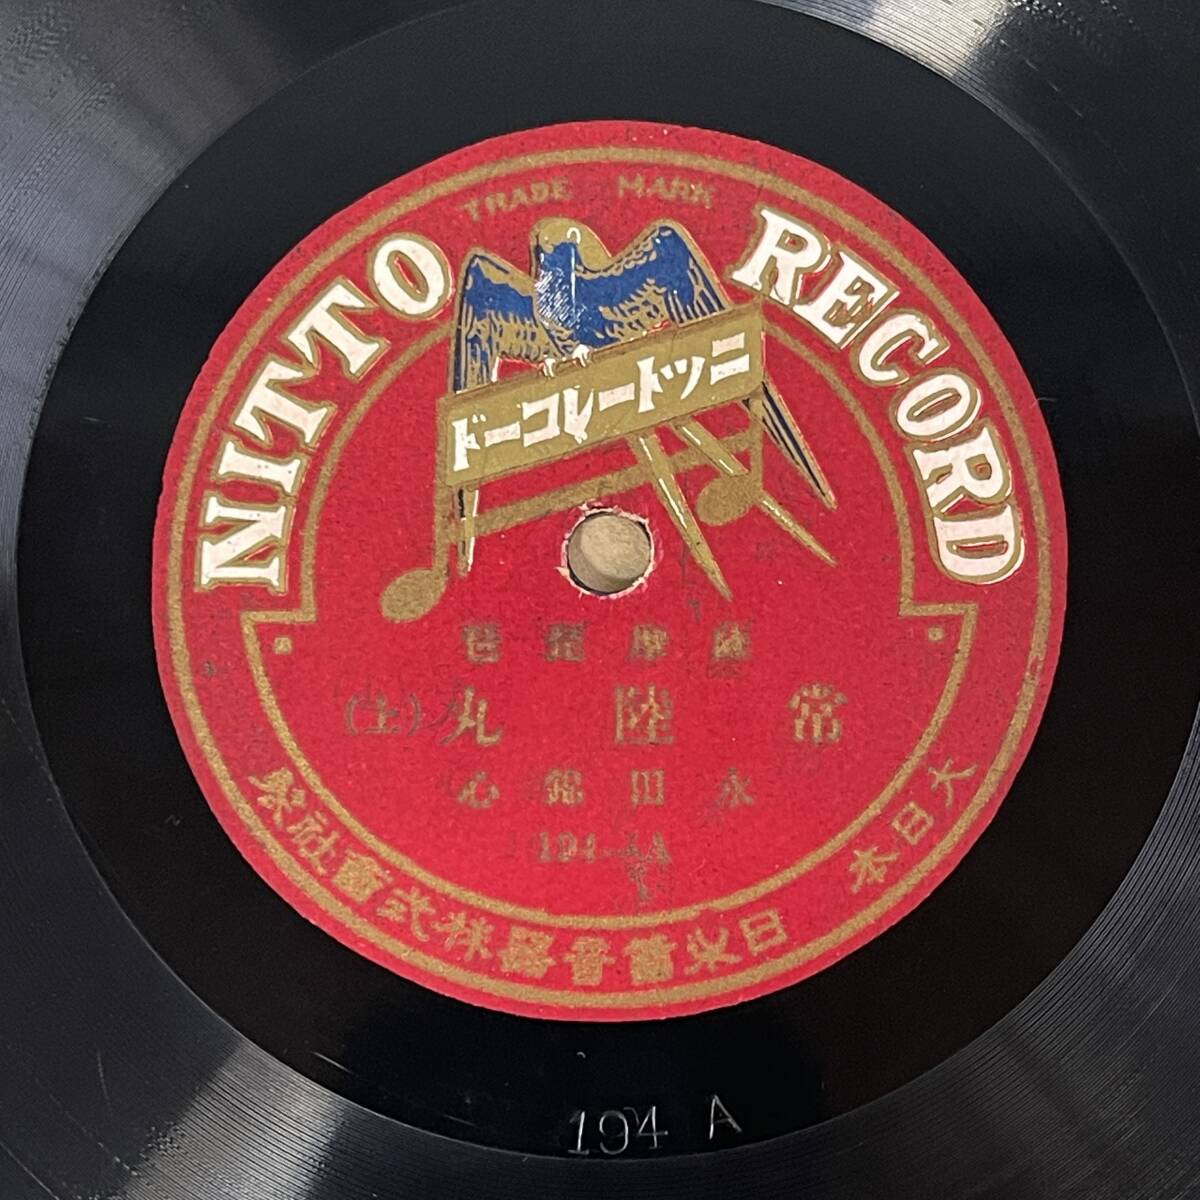 TRADE MARK
NITTO RECORD
ニットーレコード
薩摩琵琶
常陸丸(上)
永田錦心
194-A
大日本
日東蓄音器株式會社製
194 A